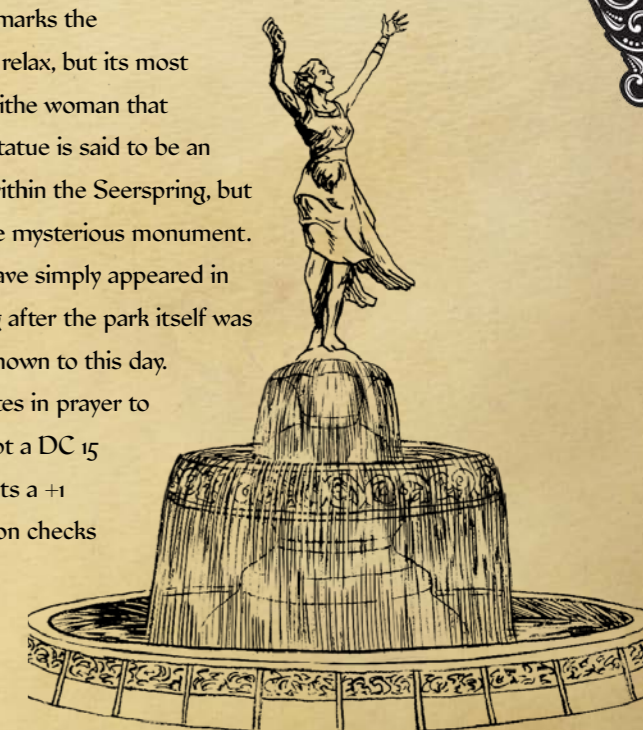 marks the
relax, but its most
ithe woman that
tatue is said to be an
ithin the Seerspring, but
e mysterious monument.
ave simply appeared in
g after the park itself was
nown to this day.
tes in prayer to
pt a DC 15
ts a +1
on checks